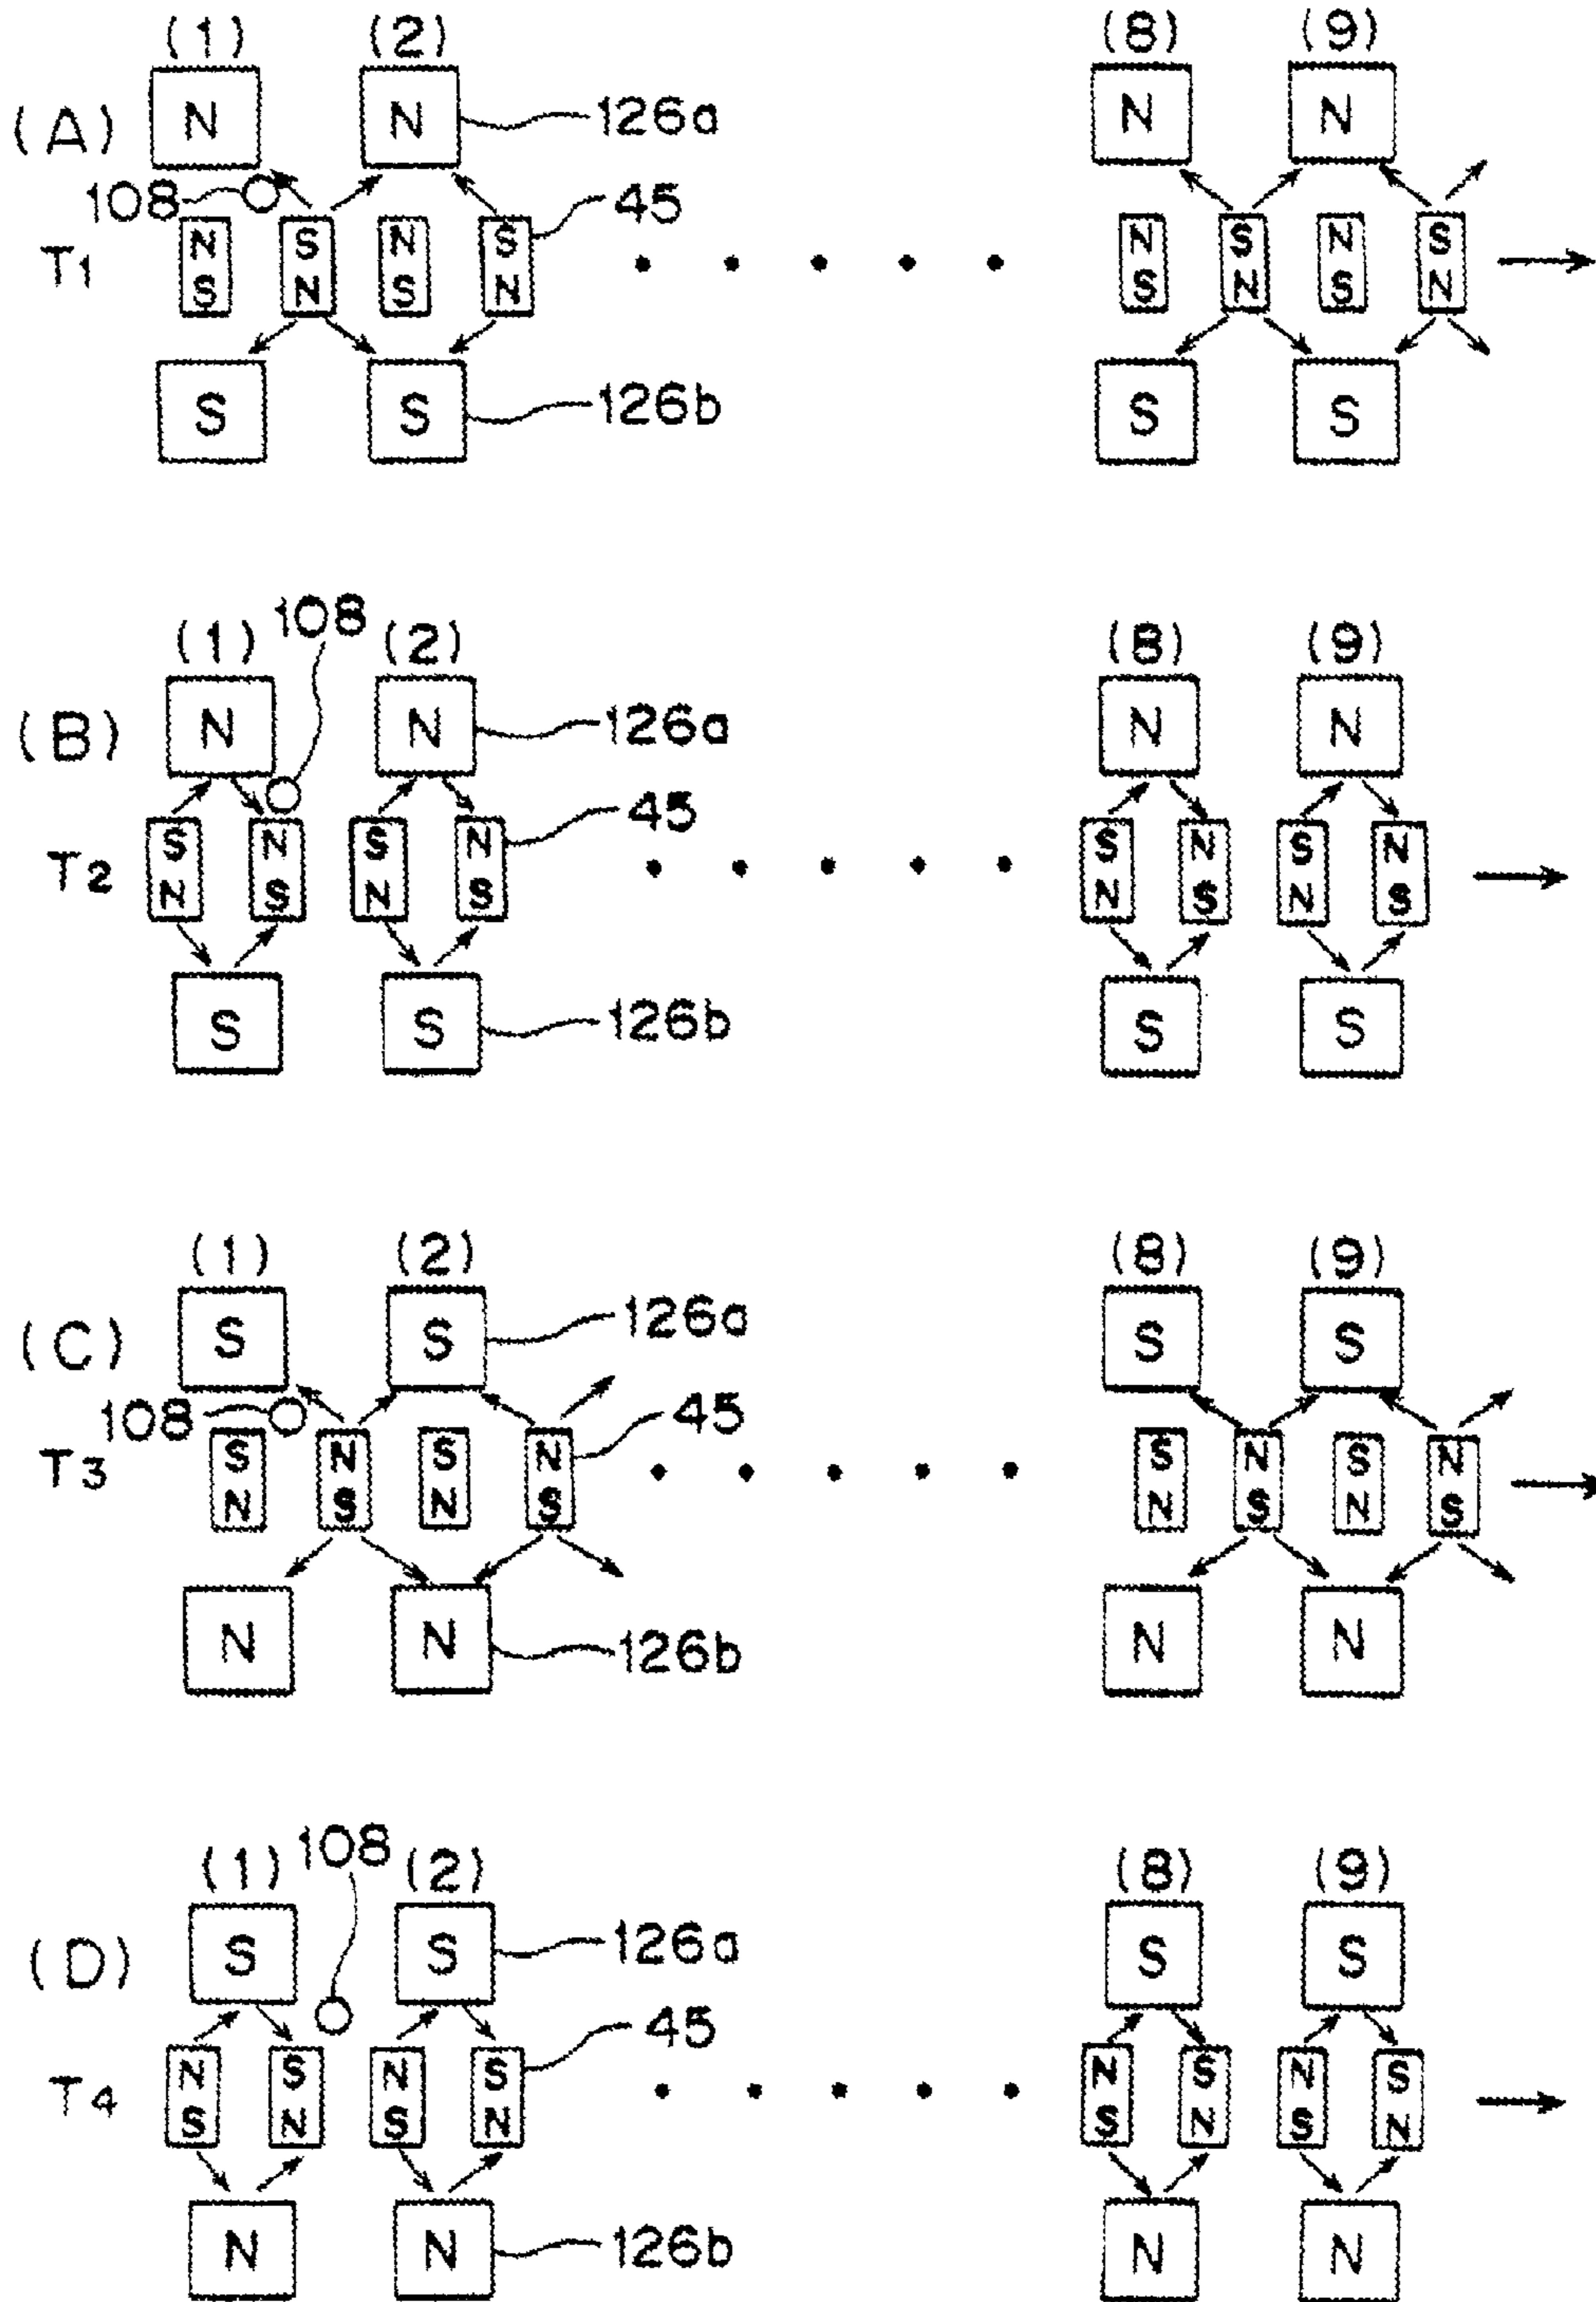 (1) (2) (8) (9)
(A) N N 126a N N
108 45
T1 N S N S N S N S
S N S N S N S N
S S 126b S S
(1) 108 (2) (8) (9)
(B) N N 126a N N
45
T2 S N S N S N S N
N S N S N S N S
S S 126b S S
(1) (2) (8) (9)
(C) S S 126a S S
108 45
T3 S N S N S N S N
N S N S N S N S
N N 126b N N
(1) 108 (2) (8) (9)
(D) S S 126a S S
45
T4 N S N S N S N S
S N S N S N S N
N N 126b N N